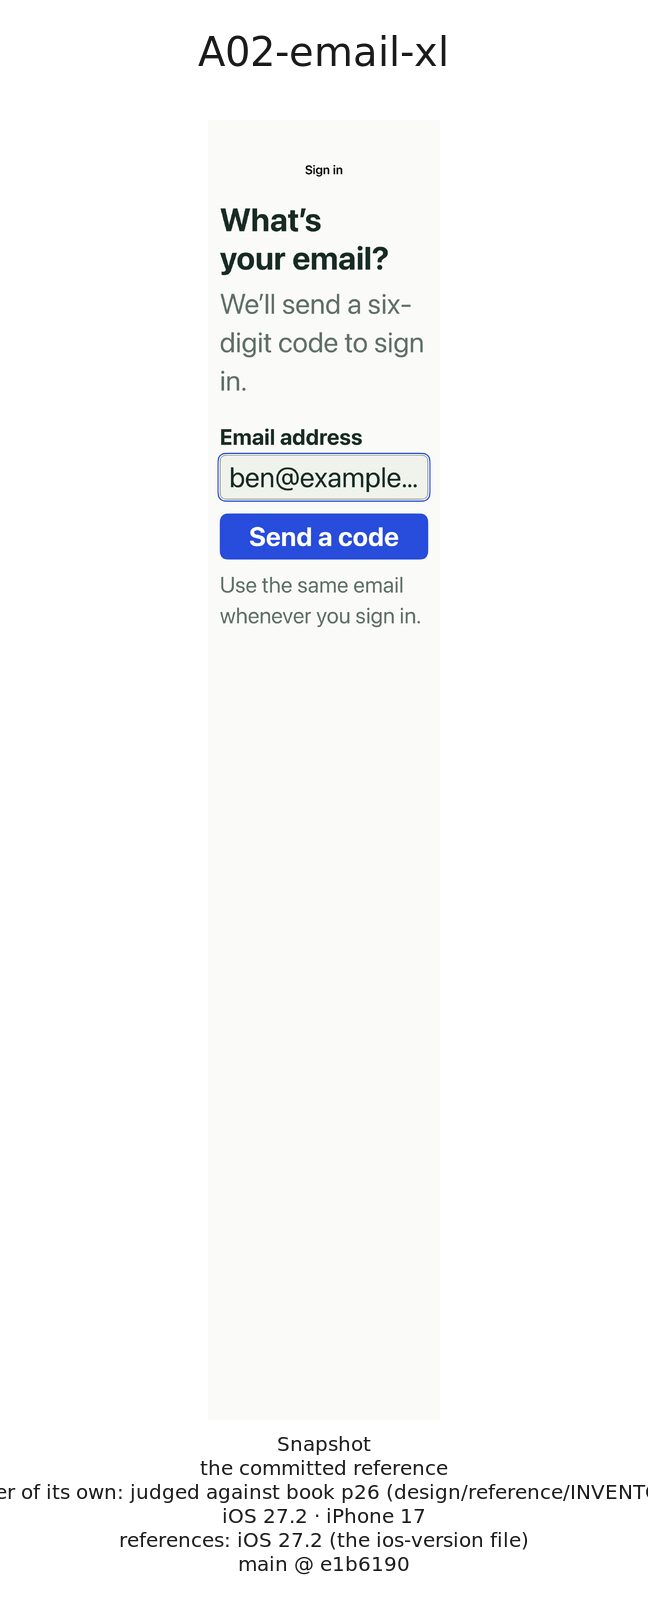 A02-email-xl
Sign in
What’s
your email?
We’ll send a six-
digit code to sign
in.
Email address
ben@example…
Send a code
Use the same email
whenever you sign in.
Snapshot
the committed reference
of its own: judged against book p26 (design/reference/
iOS 27.2 · iPhone 17
references: iOS 27.2 (the ios-version file)
main @ e1b6190